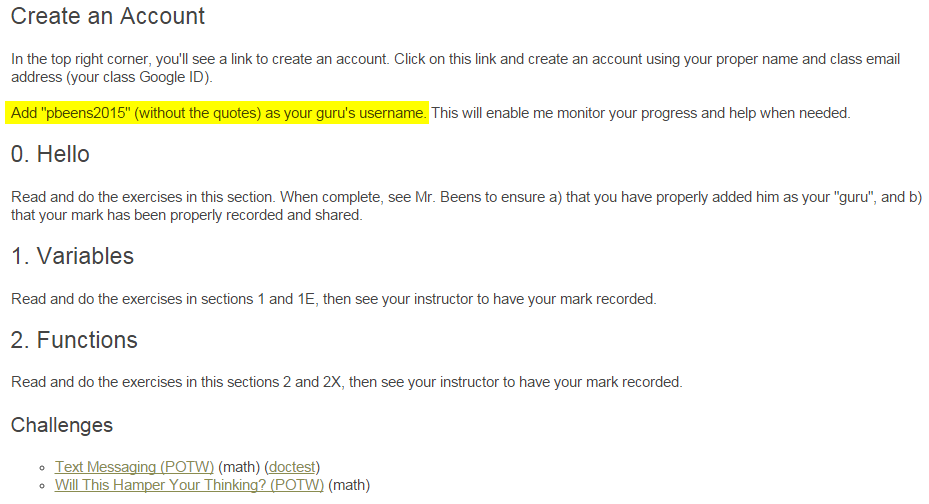 Create an Account
In the top right corner, you'll see a link to create an account. Click on this link and create an account using your proper name and class email
address (your class Google ID).
Add "pbeens2015" (without the quotes) as your guru's username. This will enable me monitor your progress and help when needed.
0. Hello
Read and do the exercises in this section. When complete, see Mr. Beens to ensure a) that you have properly added him as your "guru", and b)
that your mark has been properly recorded and shared.
1. Variables
Read and do the exercises in sections 1 and 1E, then see your instructor to have your mark recorded.
2. Functions
Read and do the exercises in this sections 2 and 2X, then see your instructor to have your mark recorded.
Challenges
Text Messaging (POTW) (math) (doctest)
Will This Hamper Your Thinking? (POTW) (math)